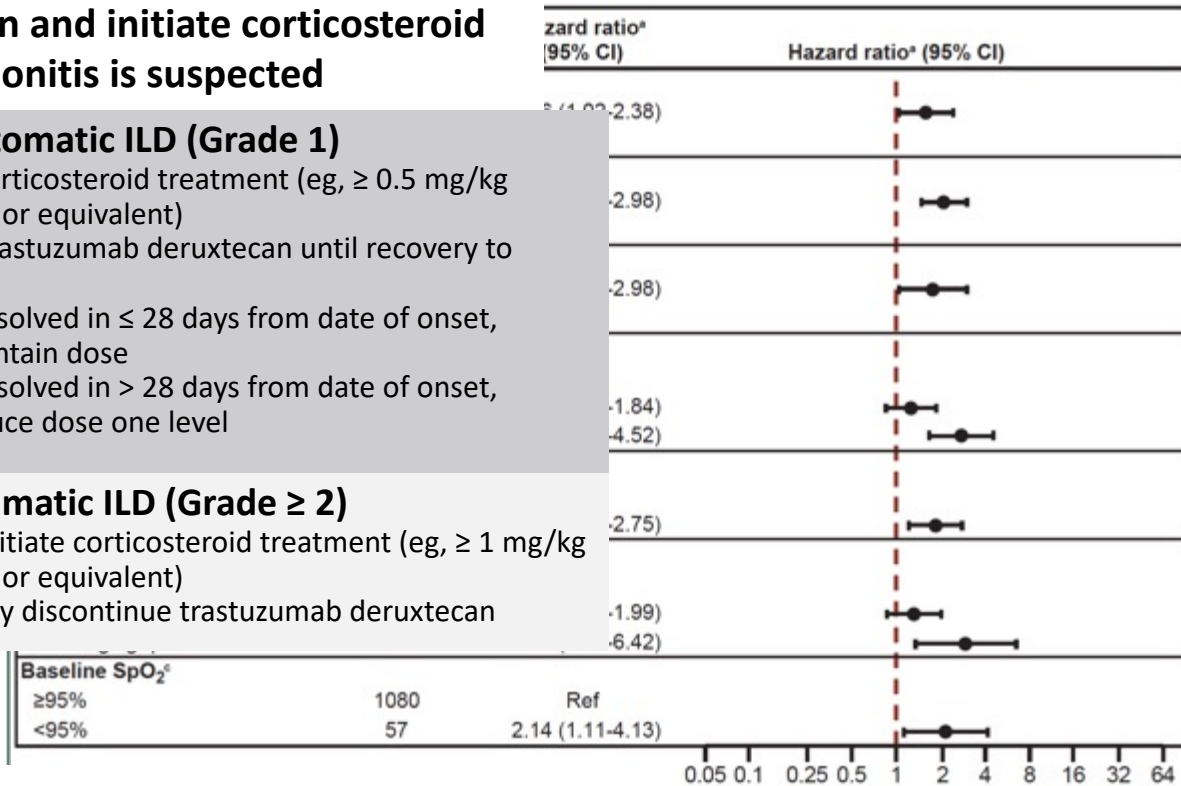 n and initiate corticosteroid
onitis is suspected
tomatic ILD (Grade 1)
orticosteroid treatment (eg, ≥ 0.5 mg/kg
or equivalent)
astuzumab deruxtecan until recovery to
solved in ≤ 28 days from date of onset,
ntain dose
solved in > 28 days from date of onset,
uce dose one level
matic ILD (Grade ≥ 2)
itiate corticosteroid treatment (eg, ≥ 1 mg/kg
or equivalent)
y discontinue trastuzumab deruxtecan
zard ratioᵃ
(95% CI)
Hazard ratioᵃ (95% CI)
-2.38)
-2.98)
-2.98)
-1.84)
-4.52)
-2.75)
-1.99)
-6.42)
Baseline SpO₂ᶜ
≥95% 1080 Ref
<95% 57 2.14 (1.11-4.13)
0.05 0.1 0.25 0.5 1 2 4 8 16 32 64